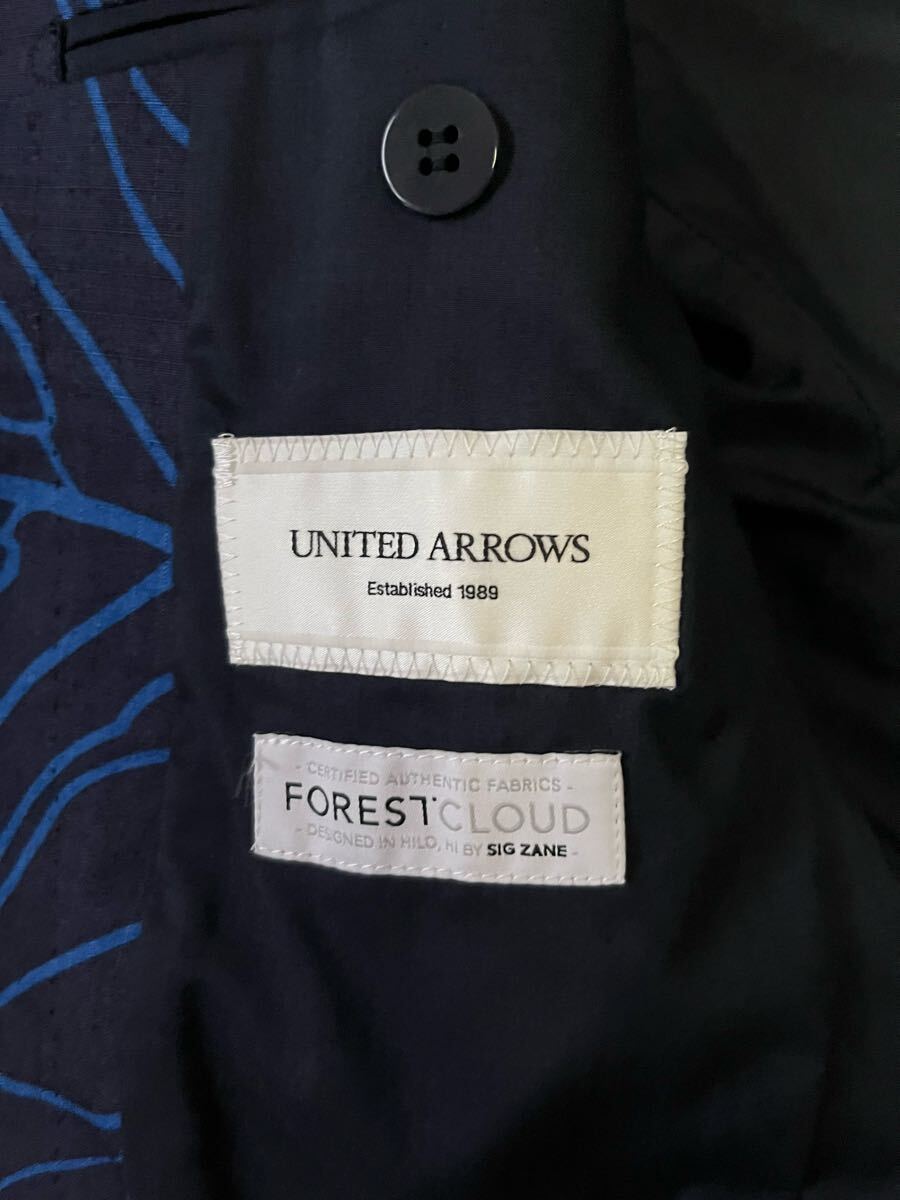 UNITED ARROWS
Established 1989
- CERTIFIED AUTHENTIC FABRICS -
FORESTCLOUD
- DESIGNED IN HILO, HI BY SIG ZANE -